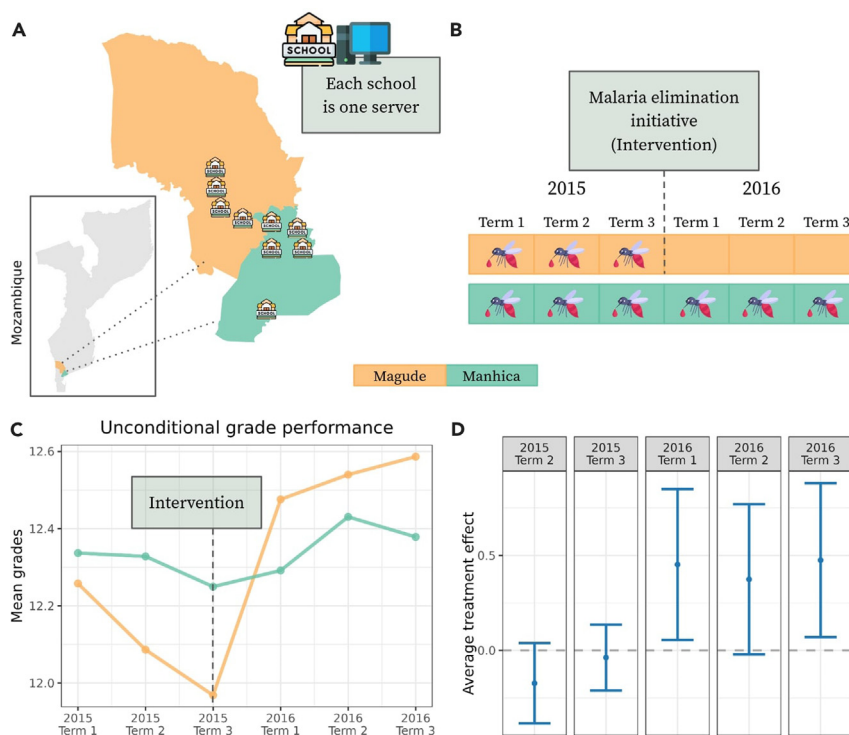 A
SCHOOL
Each school
is one server
SCHOOL
SCHOOL
SCHOOL
SCHOOL
SCHOOL
SCHOOL
SCHOOL
SCHOOL
SCHOOL
Mozambique
Magude
Manhica
B
Malaria elimination
initiative
(Intervention)
2015
2016
Term 1
Term 2
Term 3
Term 1
Term 2
Term 3
C
Unconditional grade performance
Mean grades
12.6
12.4
12.2
12.0
Intervention
2015
Term 1
2015
Term 2
2015
Term 3
2016
Term 1
2016
Term 2
2016
Term 3
D
2015
Term 2
2015
Term 3
2016
Term 1
2016
Term 2
2016
Term 3
Average treatment effect
0.5
0.0